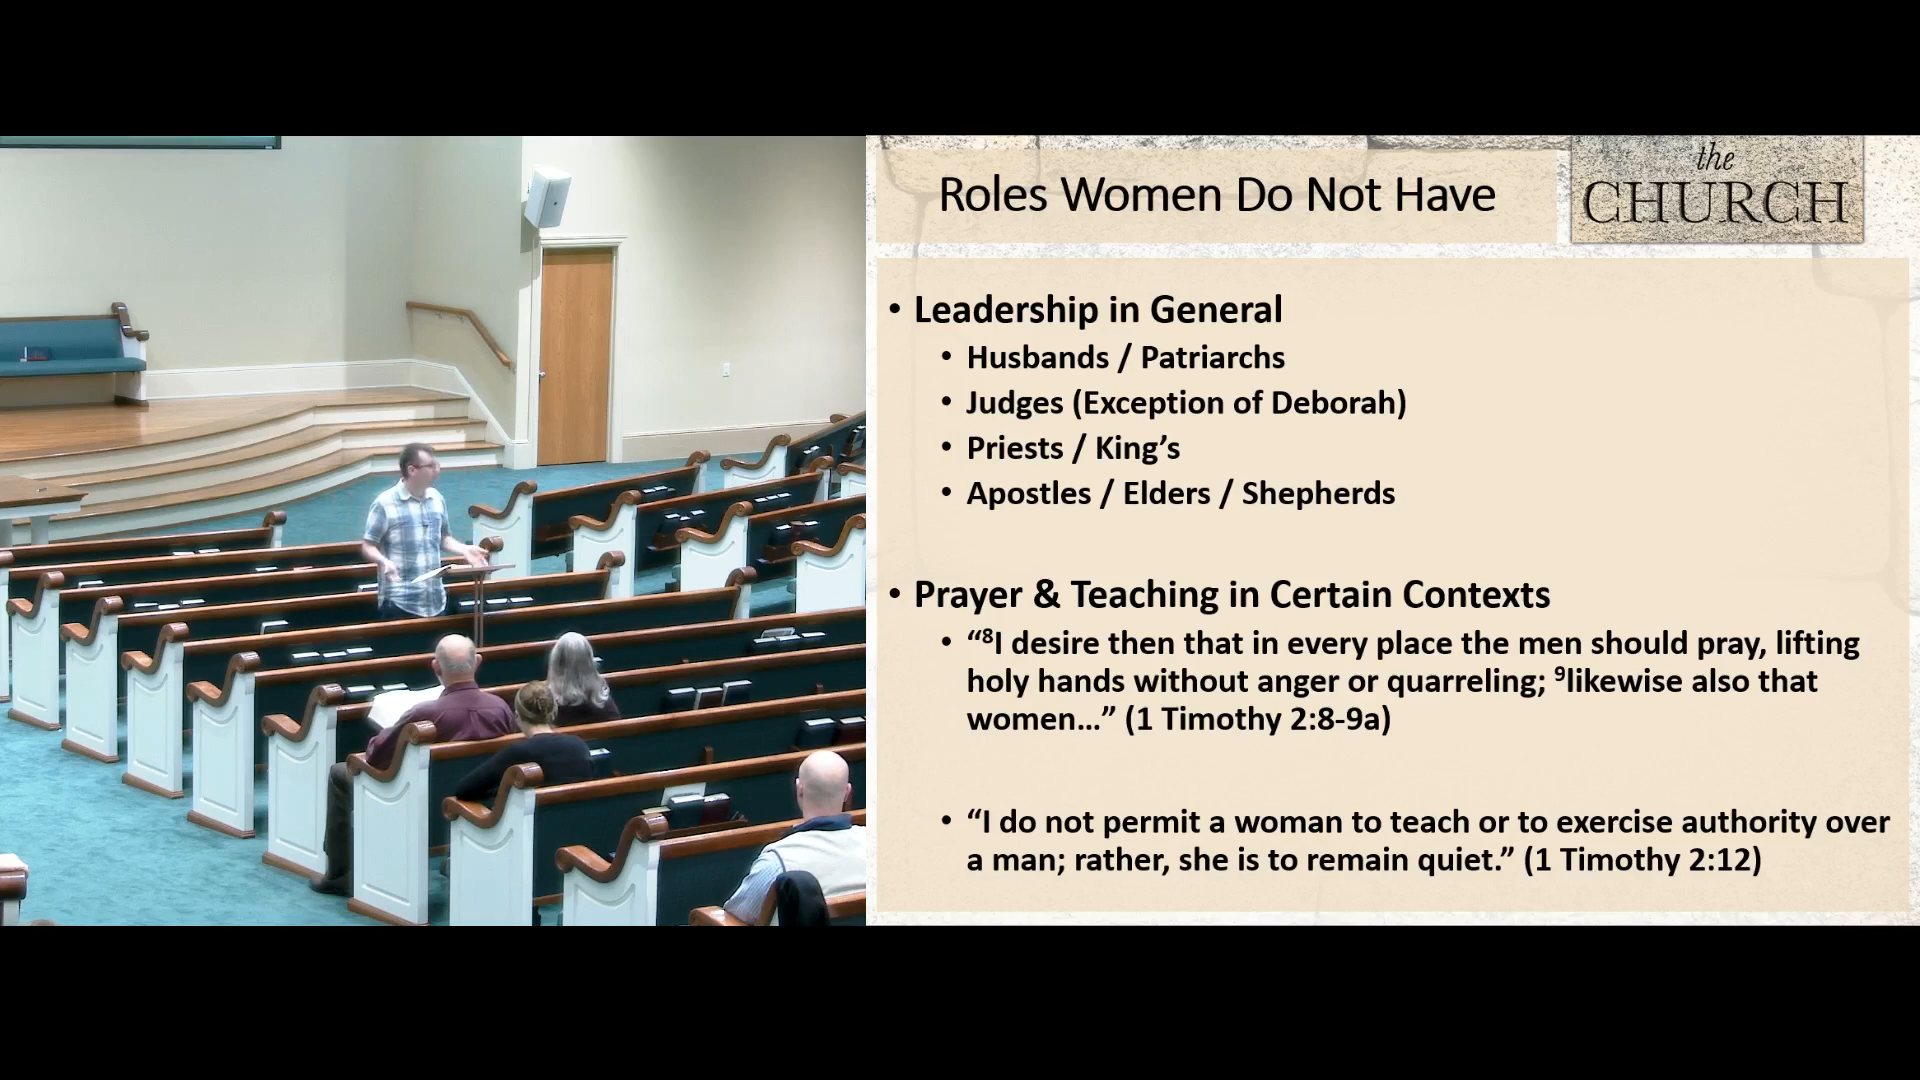 the
CHURCH
Roles Women Do Not Have
• Leadership in General
• Husbands / Patriarchs
• Judges (Exception of Deborah)
• Priests / King’s
• Apostles / Elders / Shepherds
• Prayer & Teaching in Certain Contexts
• “⁸I desire then that in every place the men should pray, lifting
holy hands without anger or quarreling; ⁹likewise also that
women…” (1 Timothy 2:8-9a)
• “I do not permit a woman to teach or to exercise authority over
a man; rather, she is to remain quiet.” (1 Timothy 2:12)